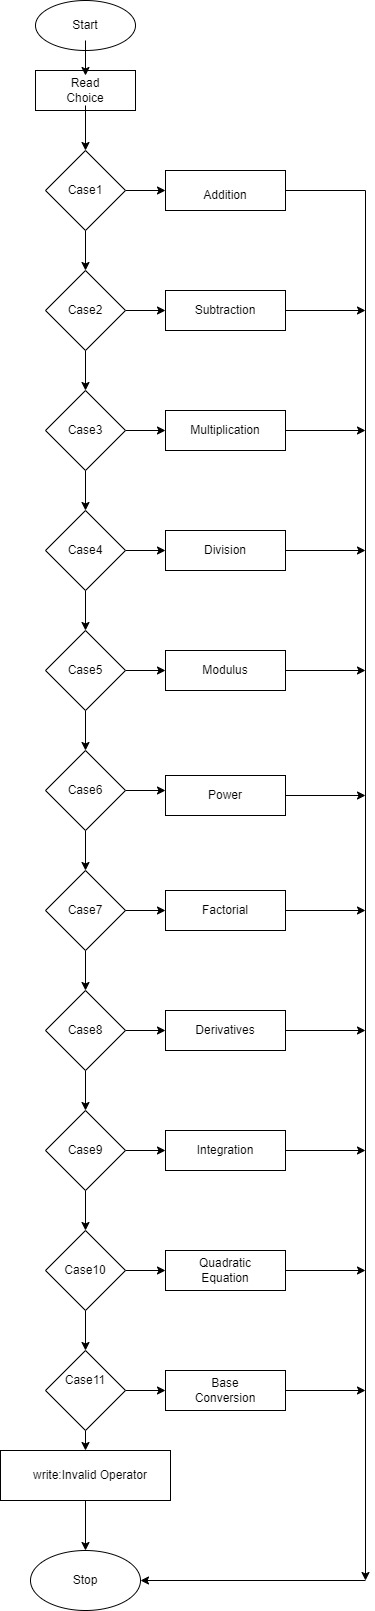 Start
Read
Choice
Case1
Addition
Case2
Subtraction
Case3
Multiplication
Case4
Division
Case5
Modulus
Case6
Power
Case7
Factorial
Case8
Derivatives
Case9
Integration
Case10
Quadratic
Equation
Case11
Base
Conversion
write:Invalid Operator
Stop